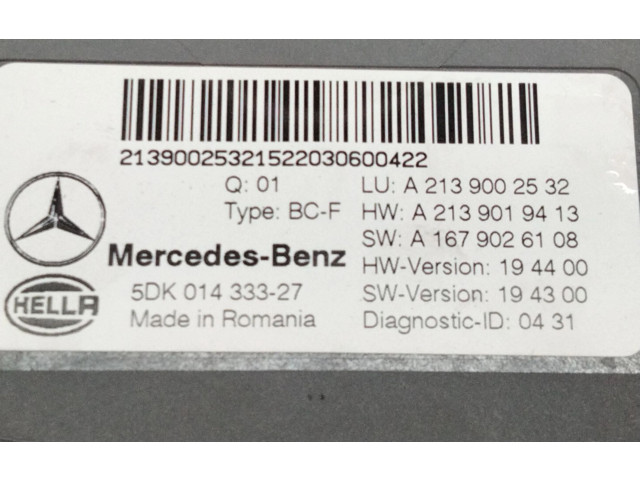 21390025321522030600422
Q: 01
Type: BC-F
Mercedes-Benz
HELLA
5DK 014 333-27
Made in Romania
LU: A 213 900 25 32
HW: A 213 901 94 13
SW: A 167 902 61 08
HW-Version: 19 44 00
SW-Version: 19 43 00
Diagnostic-ID: 04 31